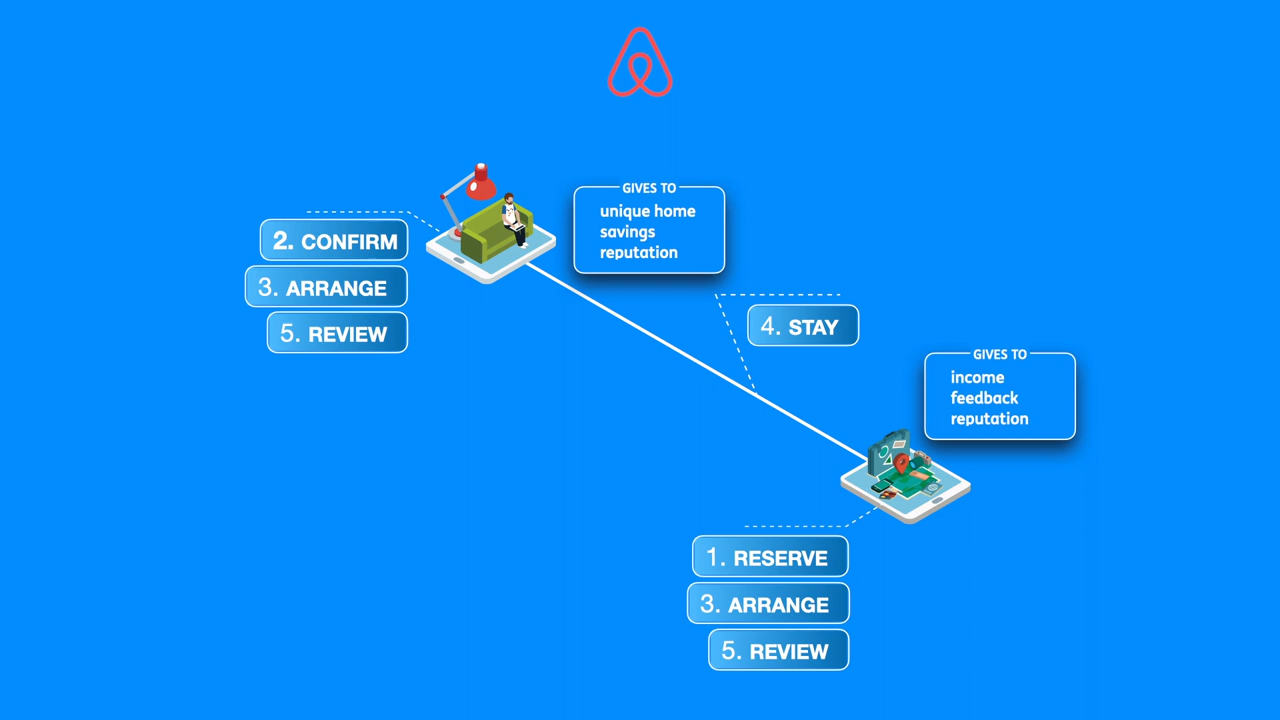 GIVES TO
unique home
savings
reputation
2. CONFIRM
3. ARRANGE
5. REVIEW
4. STAY
GIVES TO
income
feedback
reputation
1. RESERVE
3. ARRANGE
5. REVIEW